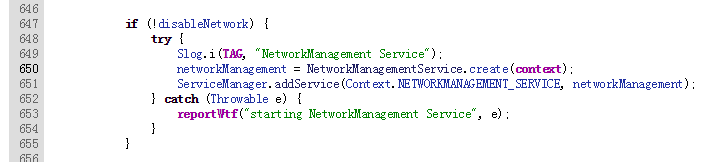 646
647 if (!disableNetwork) {
648 try {
649 Slog.i(TAG, "NetworkManagement Service");
650 networkManagement = NetworkManagementService.create(context);
651 ServiceManager.addService(Context.NETWORKMANAGEMENT_SERVICE, networkManagement);
652 } catch (Throwable e) {
653 reportWtf("starting NetworkManagement Service", e);
654 }
655 }
656